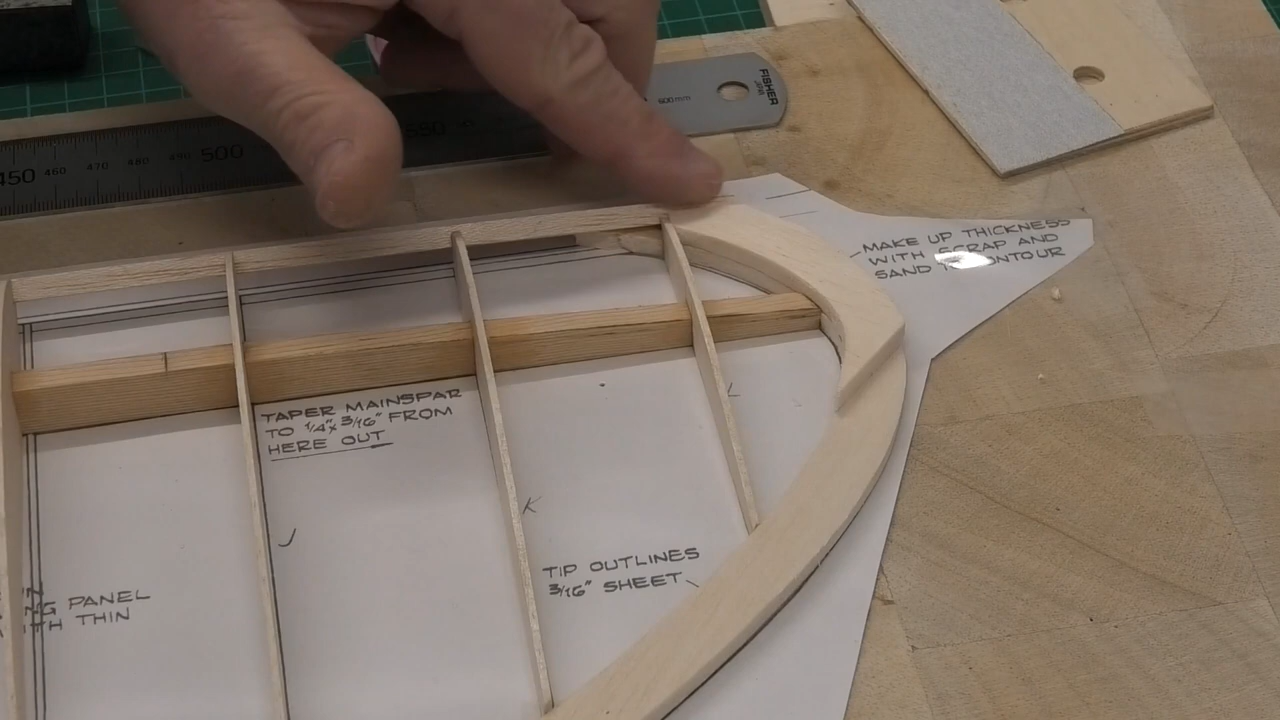 FISHER
JAPAN
600mm
550
450 460 470 480 490 500
MAKE UP THICKNESS
WITH SCRAP AND
SAND TO CONTOUR
L
TAPER MAINSPAR
TO 1/4" x 3/16" FROM
HERE OUT
K
J
TIP OUTLINES
3/16" SHEET
PANEL
THIN